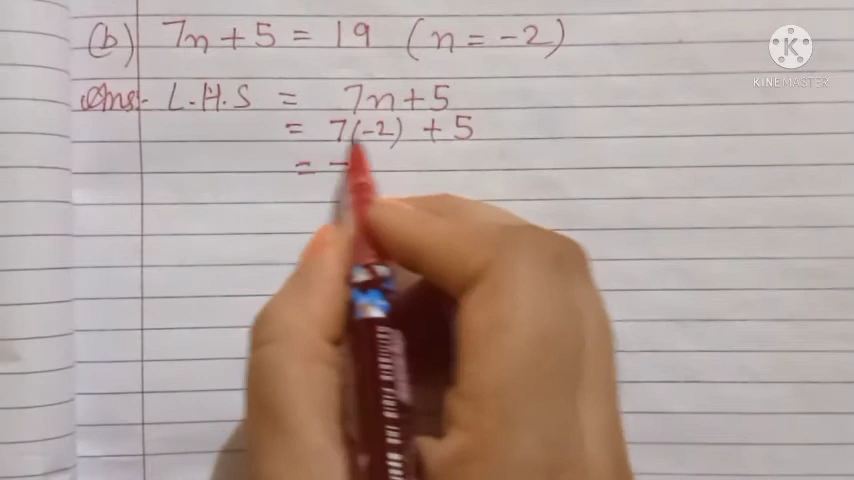 (b) 7n + 5 = 19 (n = -2)
Ans:- L.H.S = 7n + 5
= 7(-2) + 5
= -
K
KINEMASTER